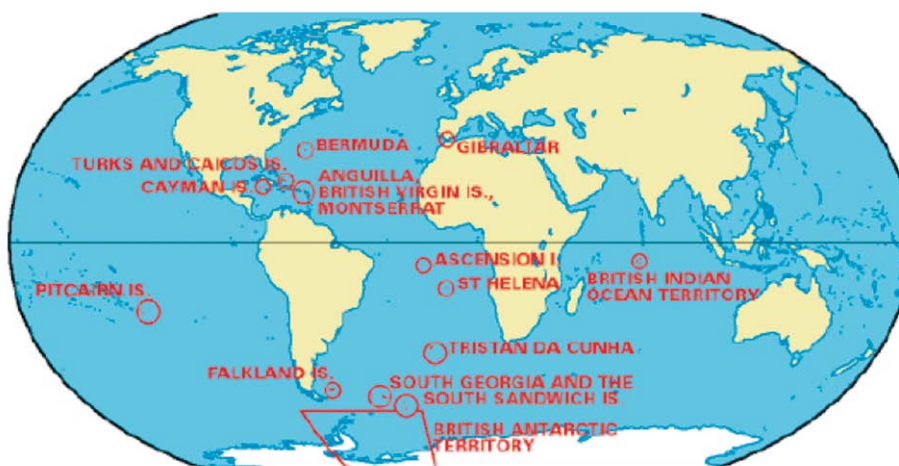 BERMUDA
GIBRALTAR
TURKS AND CAICOS IS.
CAYMAN IS.
ANGUILLA,
BRITISH VIRGIN IS.,
MONTSERRAT
ASCENSION I.
ST HELENA
BRITISH INDIAN
OCEAN TERRITORY
PITCAIRN IS.
TRISTAN DA CUNHA
FALKLAND IS.
SOUTH GEORGIA AND THE
SOUTH SANDWICH IS.
BRITISH ANTARCTIC
TERRITORY